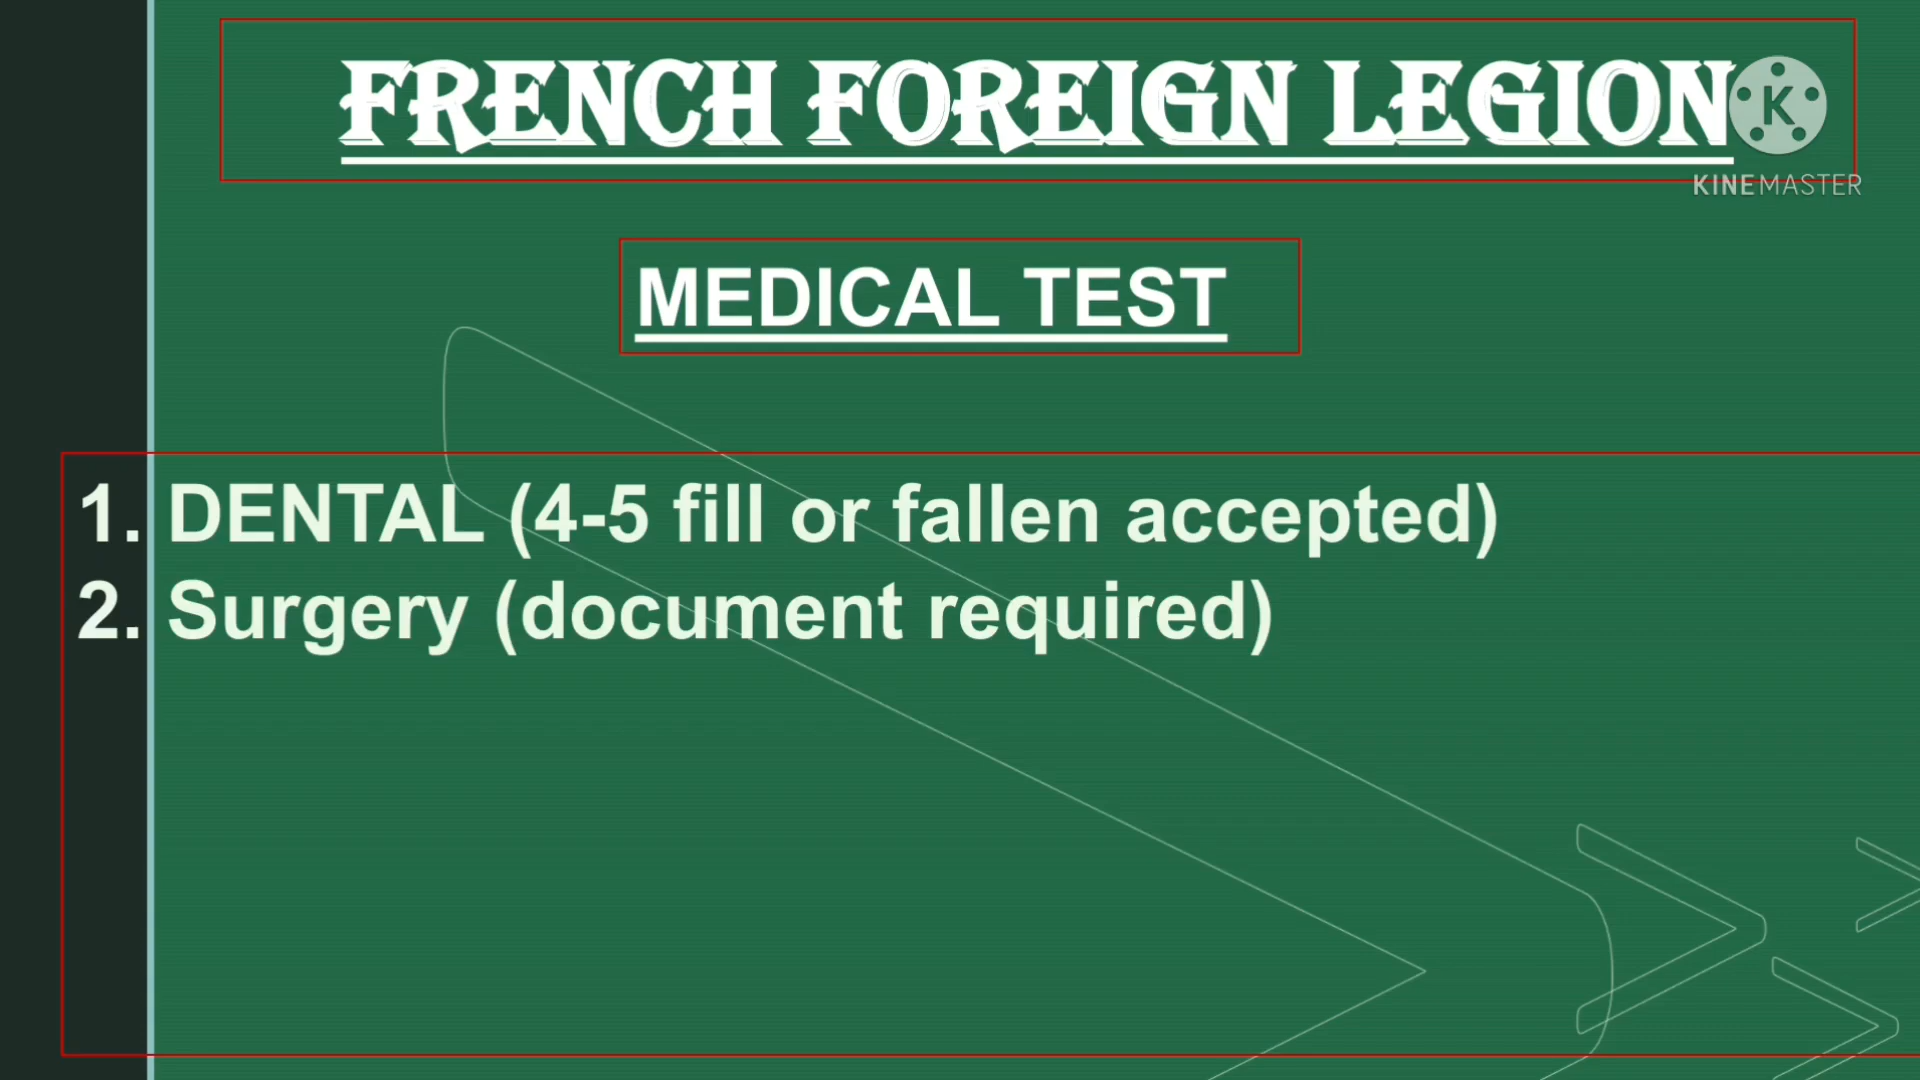 FRENCH FOREIGN LEGION
K
KINEMASTER
MEDICAL TEST
1. DENTAL (4-5 fill or fallen accepted)
2. Surgery (document required)